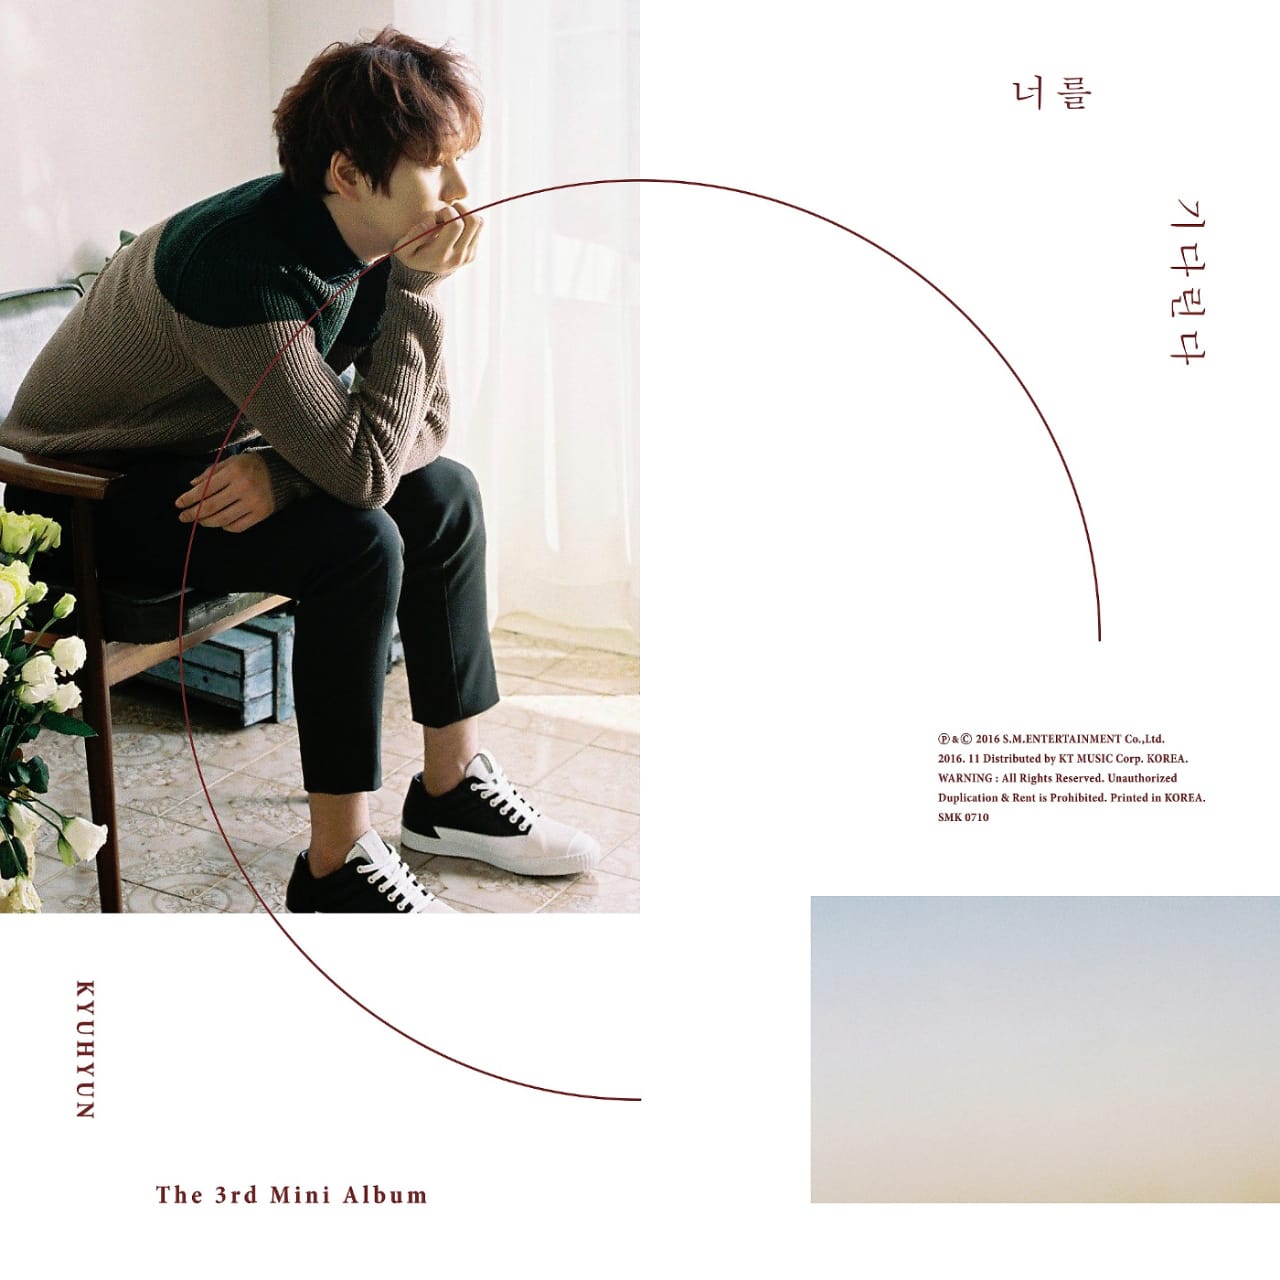 너를
기다린다
Ⓟ & Ⓒ 2016 S.M.ENTERTAINMENT Co.,Ltd.
2016. 11 Distributed by KT MUSIC Corp. KOREA.
WARNING : All Rights Reserved. Unauthorized
Duplication & Rent is Prohibited. Printed in KOREA.
SMK 0710
KYUHYUN
The 3rd Mini Album